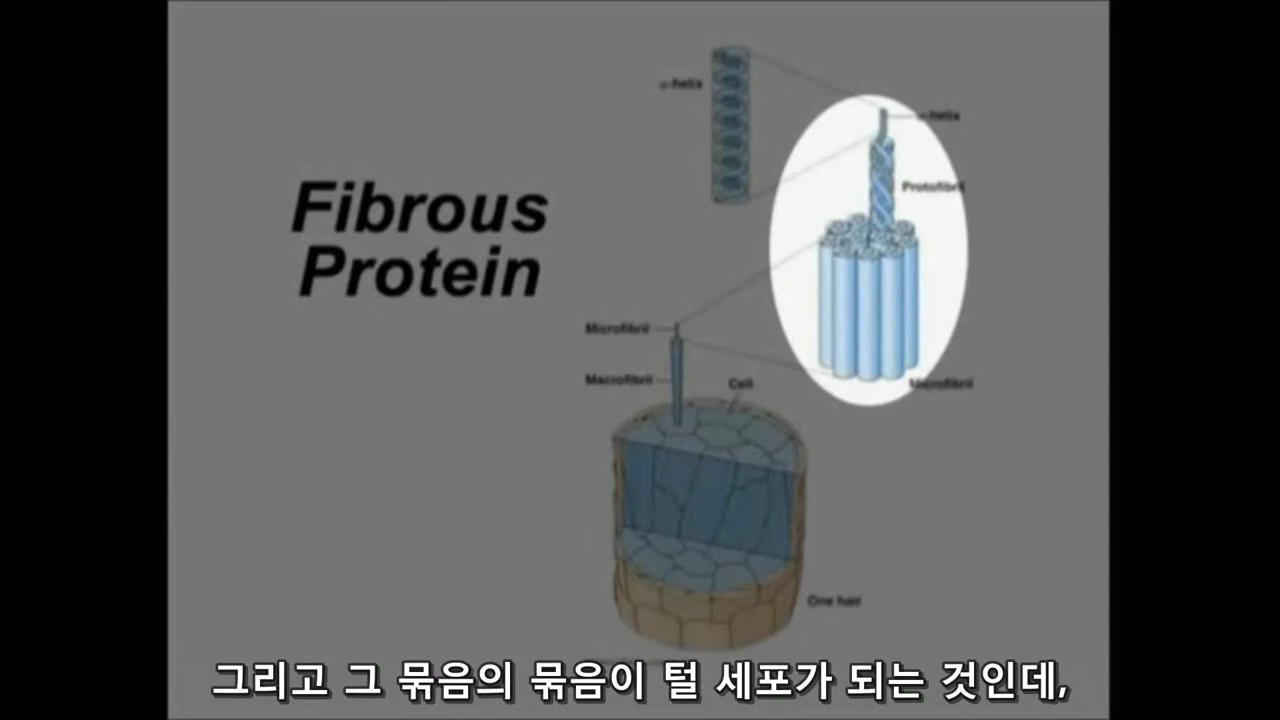 α-helix
α-helix
Fibrous
Protein
Protofibril
Microfibril
Macrofibril
Cell
Microfibril
One hair
그리고 그 묶음의 묶음이 털 세포가 되는 것인데,